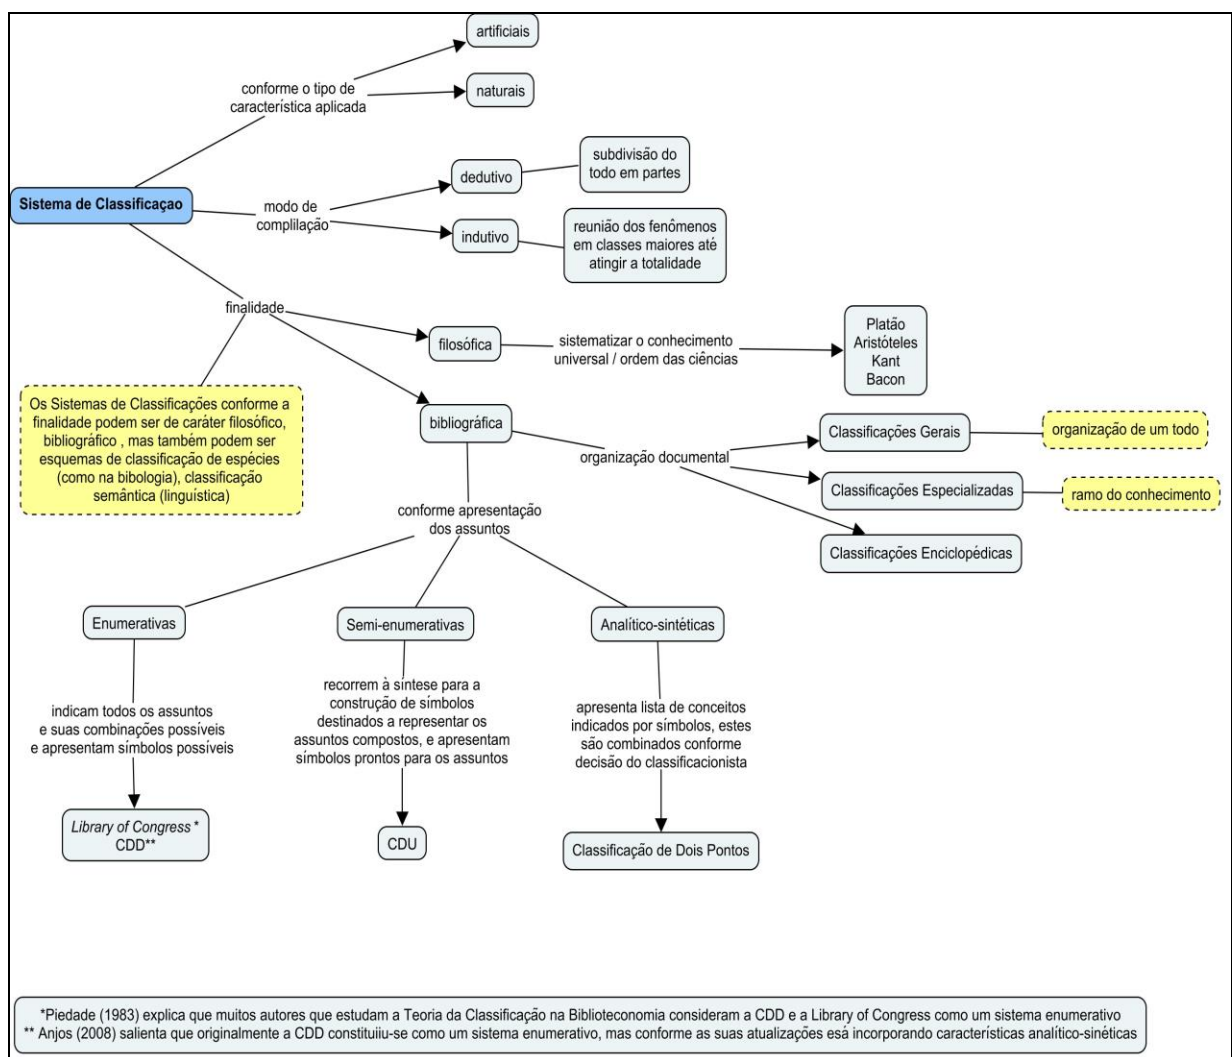 artificiais
conforme o tipo de
característica aplicada
naturais
Sistema de Classificaçao
modo de
complilação
dedutivo
subdivisão do
todo em partes
indutivo
reunião dos fenômenos
em classes maiores até
atingir a totalidade
finalidade
filosófica
sistematizar o conhecimento
universal / ordem das ciências
Platão
Aristóteles
Kant
Bacon
Os Sistemas de Classificações conforme a
finalidade podem ser de caráter filosófico,
bibliográfico , mas também podem ser
esquemas de classificação de espécies
(como na bibologia), classificação
semântica (linguística)
bibliográfica
organização documental
Classificações Gerais
organização de um todo
Classificações Especializadas
ramo do conhecimento
Classificações Enciclopédicas
conforme apresentação
dos assuntos
Enumerativas
Semi-enumerativas
Analítico-sintéticas
indicam todos os assuntos
e suas combinações possíveis
e apresentam símbolos possíveis
recorrem à síntese para a
construção de símbolos
destinados a representar os
assuntos compostos, e apresentam
símbolos prontos para os assuntos
apresenta lista de conceitos
indicados por símbolos, estes
são combinados conforme
decisão do classificacionista
Library of Congress *
CDD**
CDU
Classificação de Dois Pontos
*Piedade (1983) explica que muitos autores que estudam a Teoria da Classificação na Biblioteconomia consideram a CDD e a Library of Congress como um sistema enumerativo
** Anjos (2008) salienta que originalmente a CDD constituiiu-se como um sistema enumerativo, mas conforme as suas atualizações esá incorporando características analítico-sinéticas